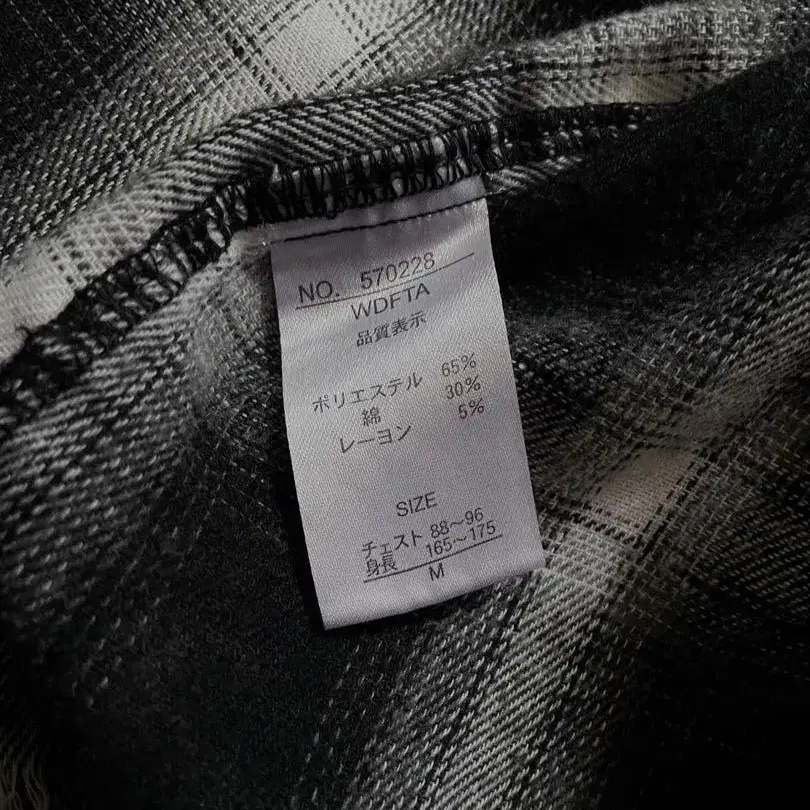 NO. 570228
WDFTA
品質表示
ポリエステル 65%
綿 30%
レーヨン 5%
SIZE
チェスト 88～96
身長 165～175
M